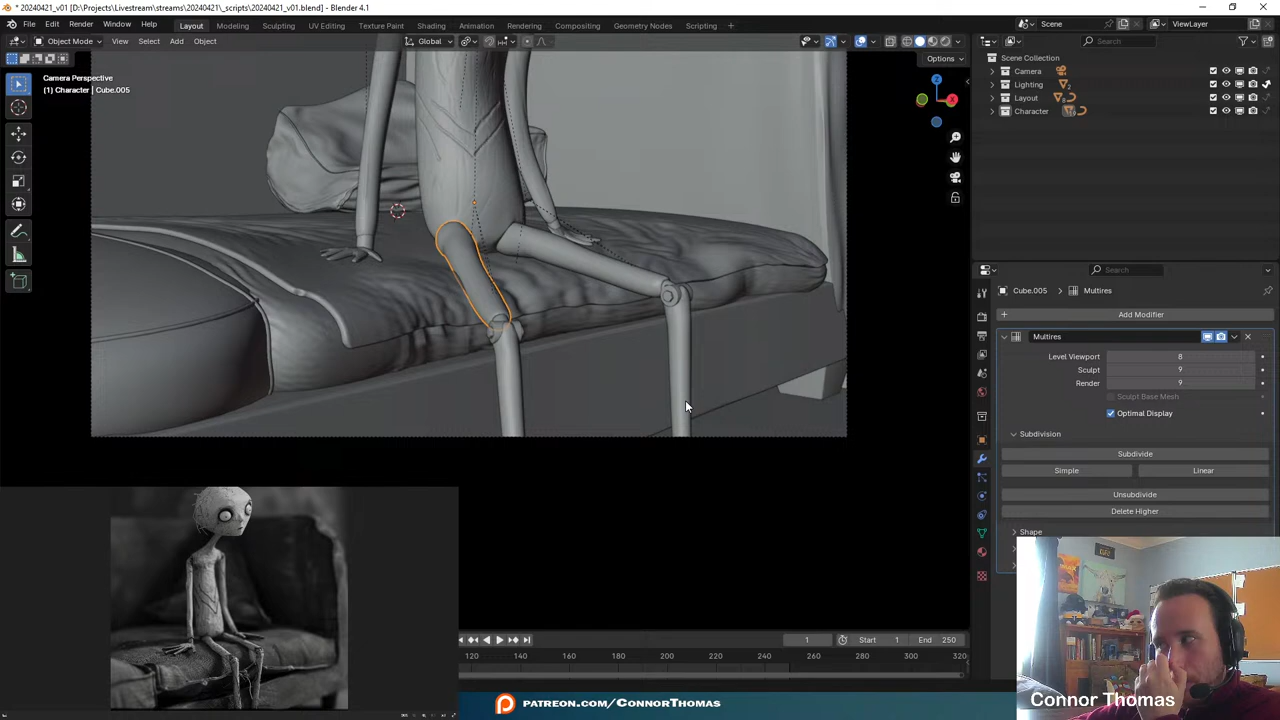 * 20240421_v01 [D:\Projects\Livestream\streams\20240421\_scripts\20240421_v01.blend] - Blender 4.1
File Edit Render Window Help Layout Modeling Sculpting UV Editing Texture Paint Shading Animation Rendering Compositing Geometry Nodes Scripting + Scene ViewLayer
Object Mode View Select Add Object Global Search
Options
Camera Perspective
(1) Character | Cube.005
Z
X
Scene Collection
Camera
Lighting 2
Layout
Character
Search
Cube.005 > Multires
Add Modifier
Multires
Level Viewport 8
Sculpt 9
Render 9
Sculpt Base Mesh
Optimal Display
Subdivision
Subdivide
Simple Linear
Unsubdivide
Delete Higher
Shape
1 Start 1 End 250
120 140 160 180 200 220 240 260 280 300 320
PATREON.COM/CONNORTHOMAS
Connor Thomas